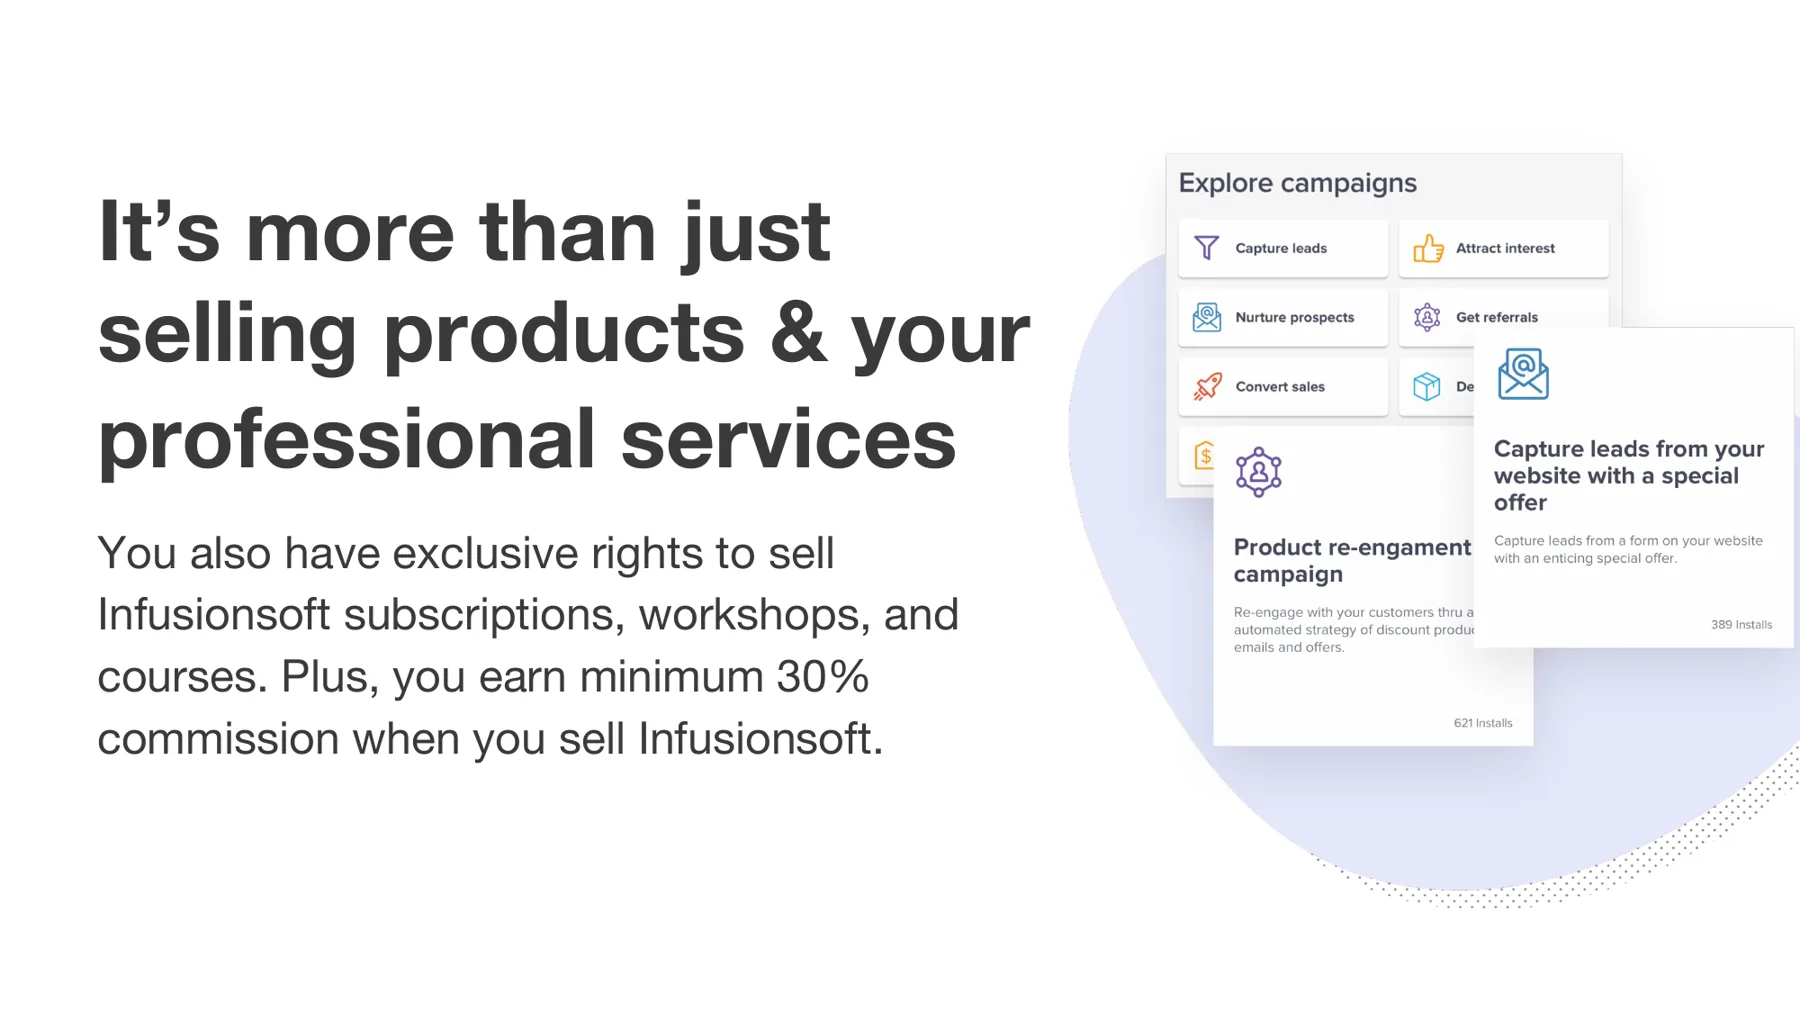 It’s more than just
selling products & your
professional services
You also have exclusive rights to sell
Infusionsoft subscriptions, workshops, and
courses. Plus, you earn minimum 30%
commission when you sell Infusionsoft.
Explore campaigns
Capture leads
Attract interest
Nurture prospects
Get referrals
Convert sales
De
$
Product re-engament
campaign
Re-engage with your customers thru a
automated strategy of discount produc
emails and offers.
621 Installs
Capture leads from your
website with a special
offer
Capture leads from a form on your website
with an enticing special offer.
389 Installs